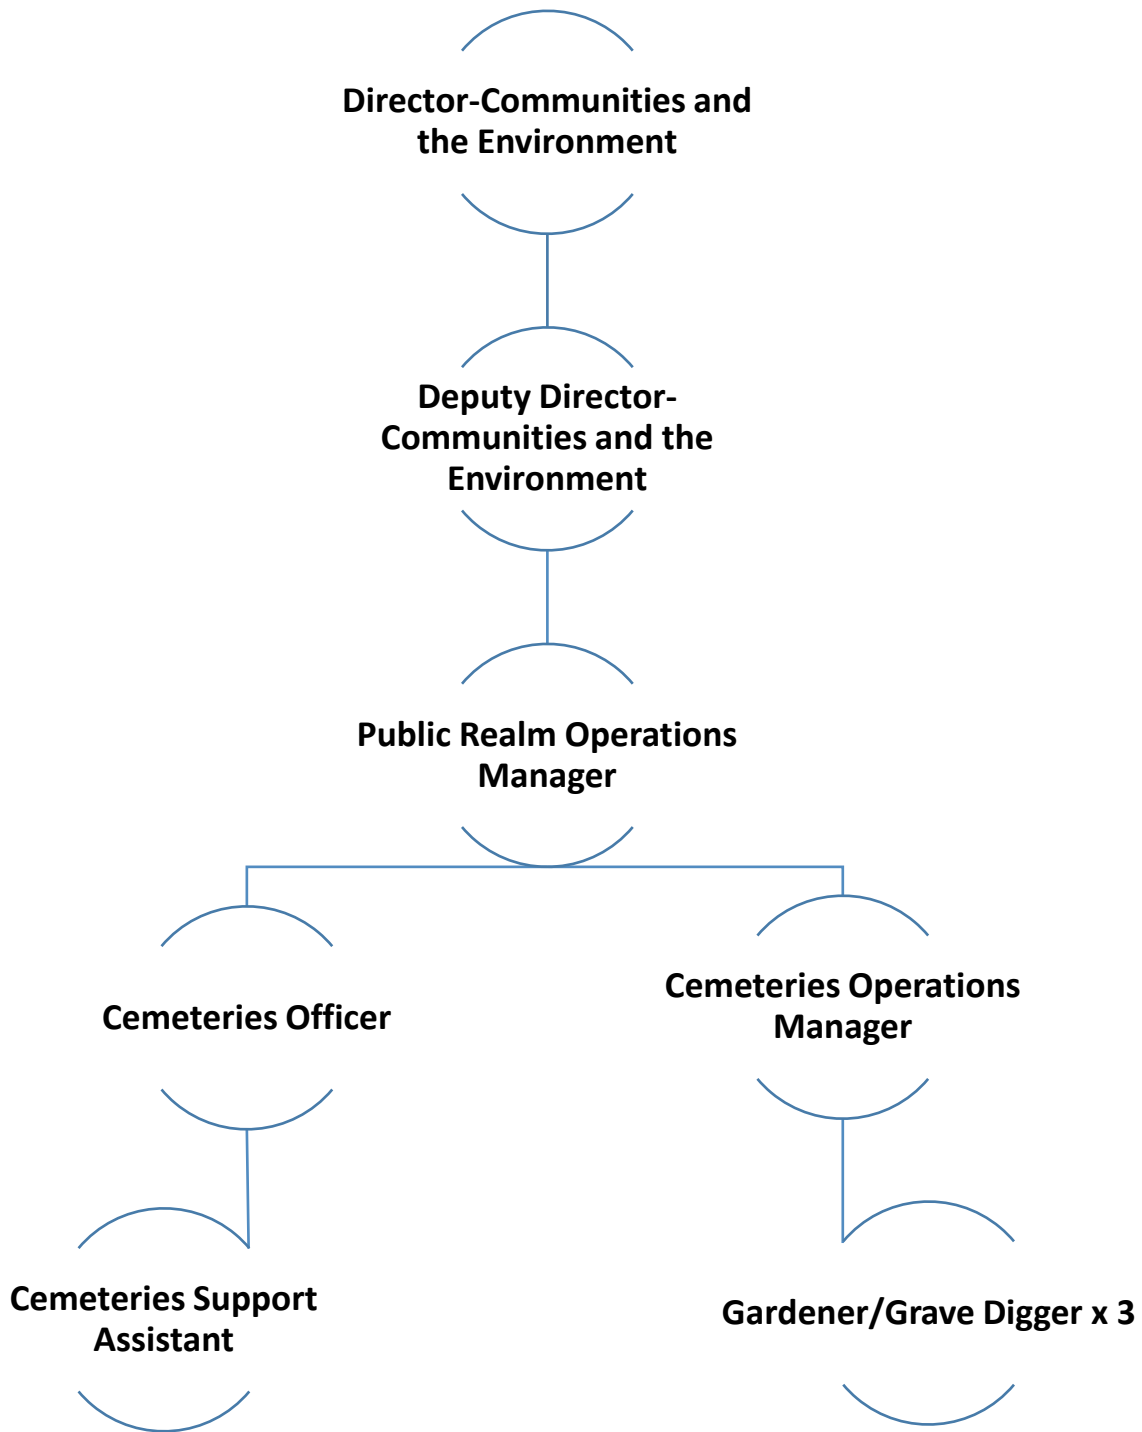 Director-Communities and
the Environment
Deputy Director-
Communities and the
Environment
Public Realm Operations
Manager
Cemeteries Officer
Cemeteries Operations
Manager
Cemeteries Support
Assistant
Gardener/Grave Digger x 3